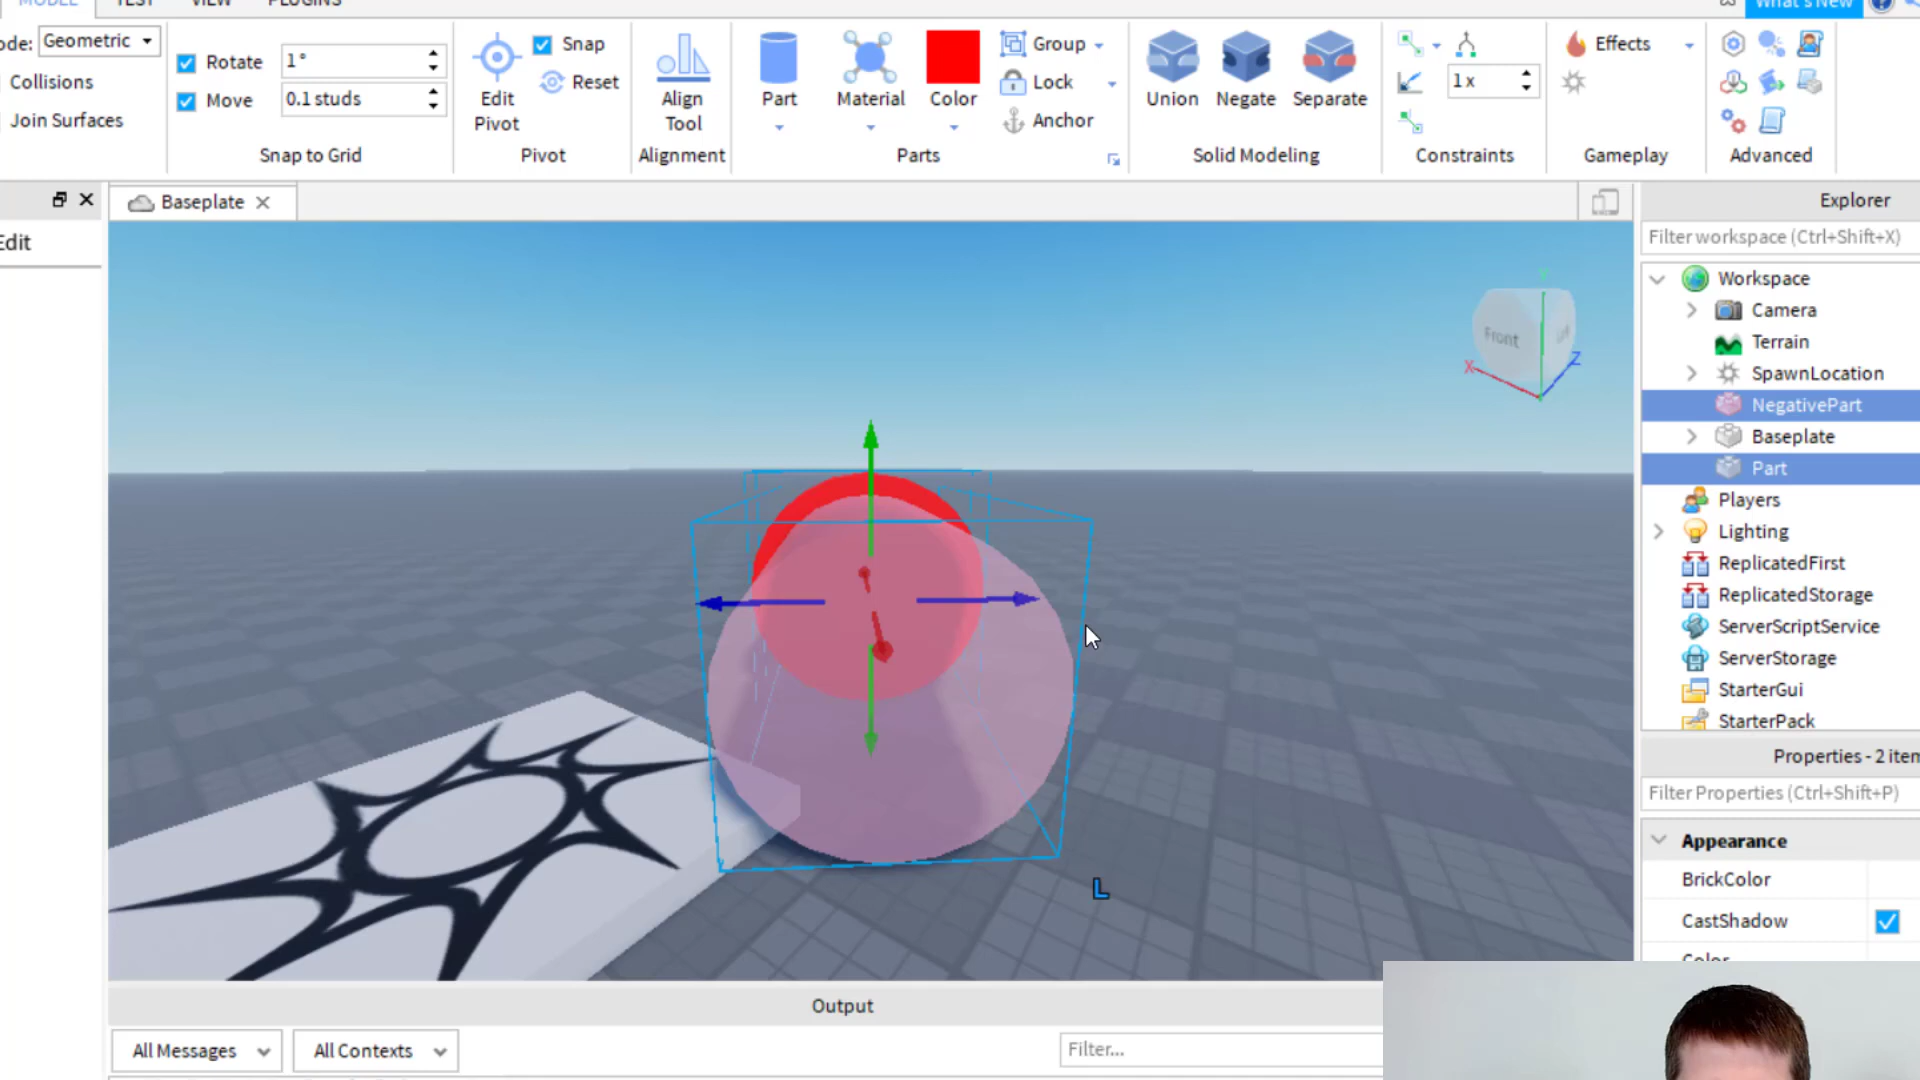 MODEL TEST VIEW PLUGINS What's New
ode: Geometric
Collisions
Join Surfaces
Rotate 1°
Move 0.1 studs
Snap to Grid
Edit
Pivot
Snap
Reset
Pivot
Align
Tool
Alignment
Part
Material
Color
Group
Lock
Anchor
Parts
Union
Negate
Separate
Solid Modeling
1 x
Constraints
Effects
Gameplay
Advanced
Edit
Baseplate
Front
X
Y
Z
L
Explorer
Filter workspace (Ctrl+Shift+X)
Workspace
Camera
Terrain
SpawnLocation
NegativePart
Baseplate
Part
Players
Lighting
ReplicatedFirst
ReplicatedStorage
ServerScriptService
ServerStorage
StarterGui
StarterPack
Properties - 2 item
Filter Properties (Ctrl+Shift+P)
Appearance
BrickColor
CastShadow
Color
Output
All Messages
All Contexts
Filter...